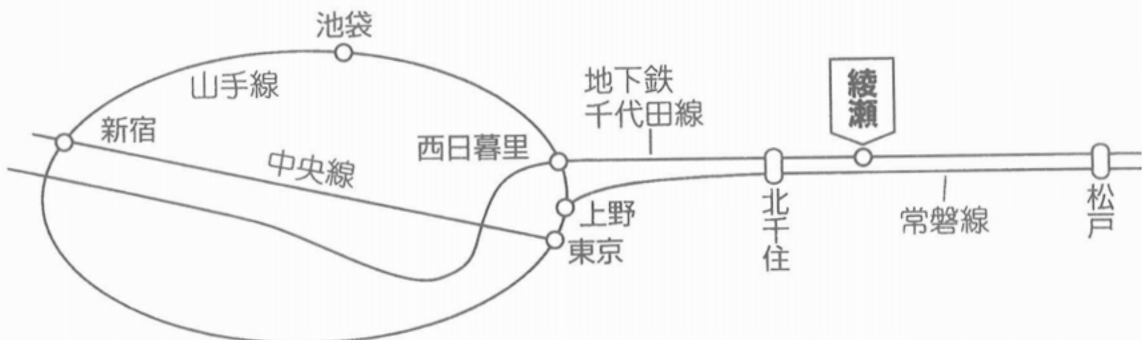 池袋
山手線
新宿
中央線
西日暮里
地下鉄
千代田線
綾瀬
上野
東京
北千住
常磐線
松戸